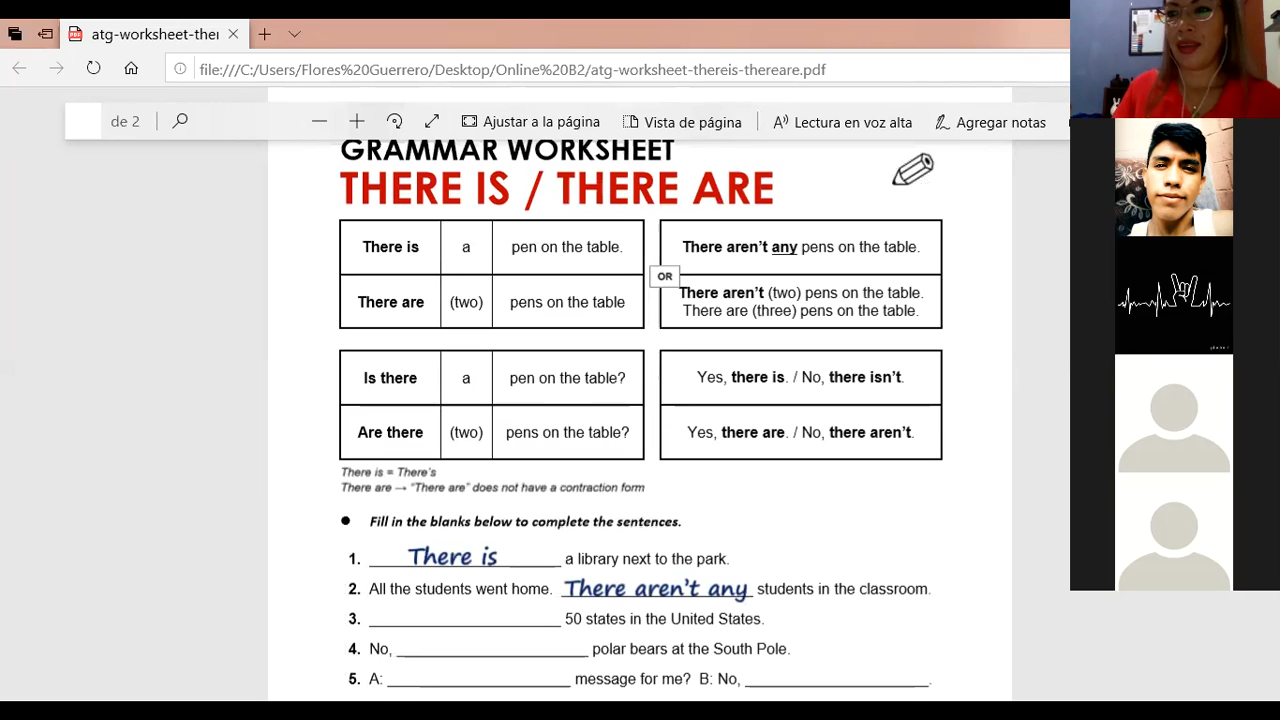 atg-worksheet-ther
file:///C:/Users/Flores%20Guerrero/Desktop/Online%20B2/atg-worksheet-thereis-thereare.pdf
de 2
Ajustar a la página
Vista de página
Lectura en voz alta
Agregar notas
GRAMMAR WORKSHEET
THERE IS / THERE ARE
There is a pen on the table.
There are (two) pens on the table
OR
There aren't any pens on the table.
There aren't (two) pens on the table.
There are (three) pens on the table.
Is there a pen on the table?
Yes, there is. / No, there isn't.
Are there (two) pens on the table?
Yes, there are. / No, there aren't.
There is = There's
There are → "There are" does not have a contraction form
● Fill in the blanks below to complete the sentences.
1. There is a library next to the park.
2. All the students went home. There aren't any students in the classroom.
3. ____________________ 50 states in the United States.
4. No, ____________________ polar bears at the South Pole.
5. A: ____________________ message for me? B: No, ____________________.